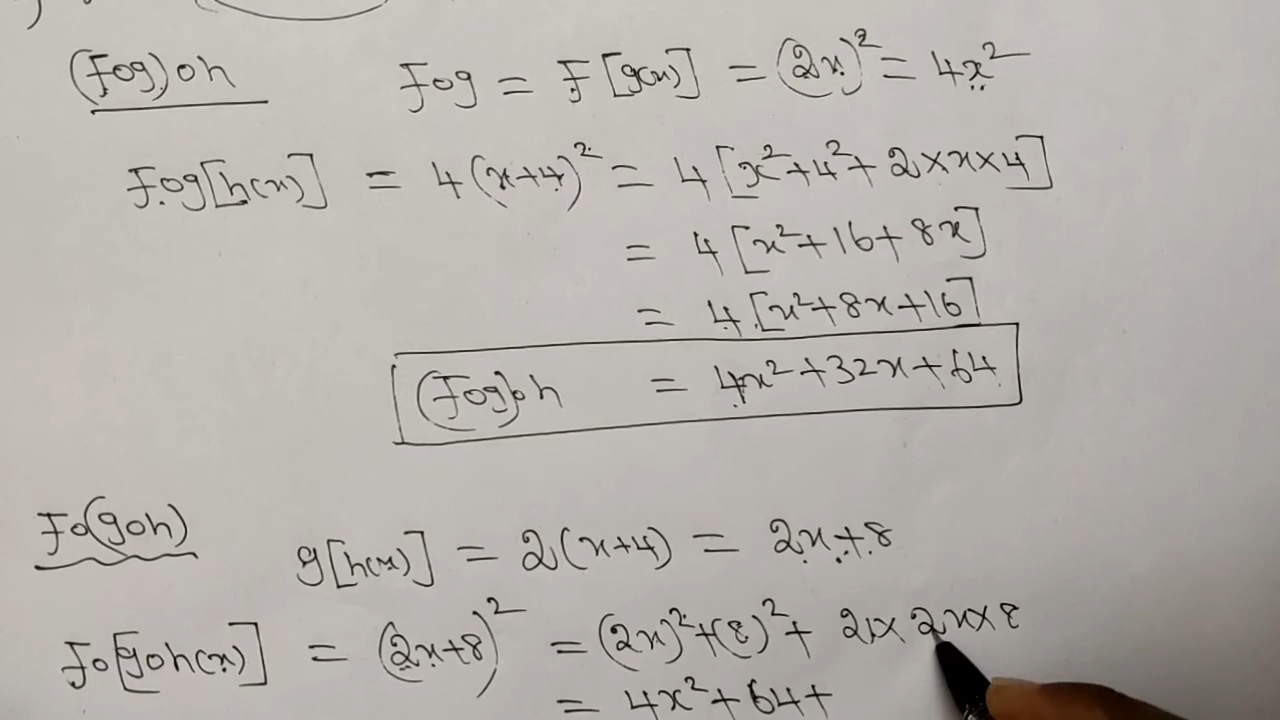 (Fog)oh Fog = F[g(x)] = (2x)² = 4x²
Fog[h(x)] = 4(x+4)² = 4[x²+4²+2×x×4]
= 4[x²+16+8x]
= 4[x²+8x+16]
(Fog)oh = 4x²+32x+64
Fo(goh)
g[h(x)] = 2(x+4) = 2x+8
Fo[goh(x)] = (2x+8)² = (2x)²+(8)²+ 2×2x×8
= 4x²+64+